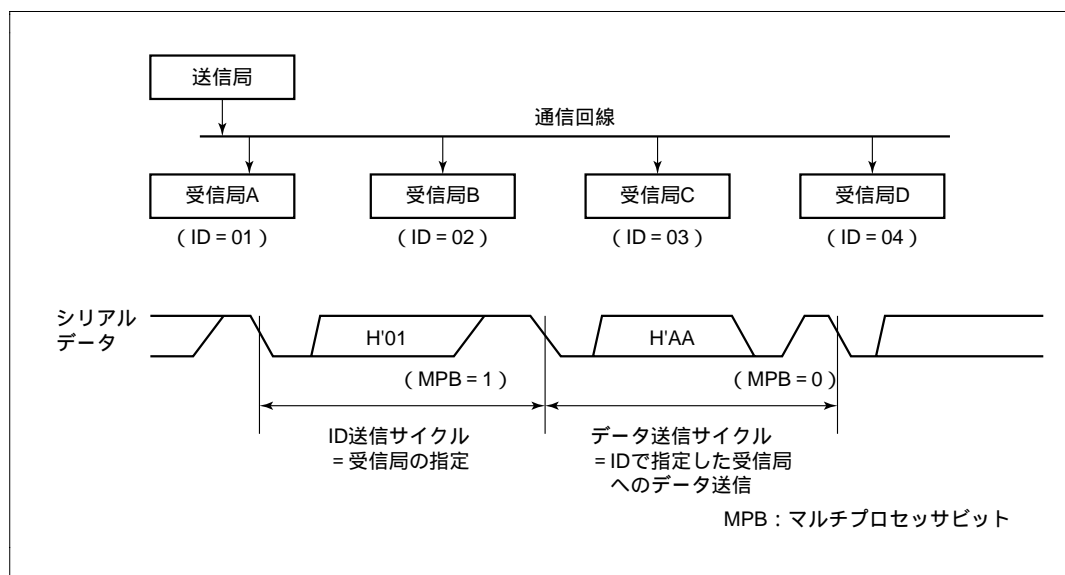 送信局
通信回線
受信局A 受信局B 受信局C 受信局D
(ID=01) (ID=02) (ID=03) (ID=04)
シリアル
データ
H'01 H'AA
(MPB=1) (MPB=0)
ID送信サイクル
=受信局の指定
データ送信サイクル
=IDで指定した受信局
へのデータ送信
MPB:マルチプロセッサビット